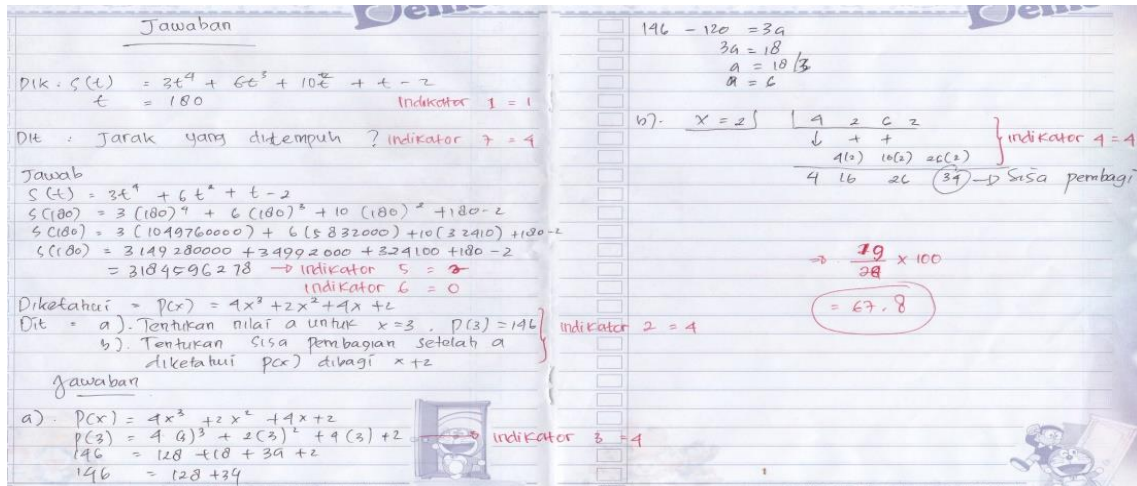 Jawaban
Dik : S(t) = 3t⁴ + 6t³ + 10t² + t - 2
t = 180
Indikator 1 = 1
Dit : Jarak yang ditempuh ? Indikator 7 = 4
Jawab
S(t) = 3t⁴ + 6t² + t - 2
S(180) = 3 (180)⁴ + 6 (180)³ + 10 (180)² + 180 - 2
S(180) = 3 (1049760000) + 6 (5832000) + 10 (32410) + 180 - 2
S(180) = 3149280000 + 34992000 + 324100 + 180 - 2
= 3184596278 → Indikator 5 =
Indikator 6 = 0
Diketahui = P(x) = 4x³ + 2x² + 4x + 2
Dit = a). Tentukan nilai a untuk x = 3 . P(3) = 146
b). Tentukan sisa pembagian setelah a
diketahui P(x) dibagi x + 2
Indikator 2 = 4
Jawaban
a). P(x) = 4x³ + 2x² + 4x + 2
P(3) = 4 (3)³ + 2(3)² + 4(3) + 2 → Indikator 3 = 4
146 = 128 + 18 + 3a + 2
146 = 128 + 34
146 - 120 = 3a
3a = 18
a = 18/3
a = 6
b). x = 2 4 2 6 2
↓ + +
4(2) 16(2) 26(2)
Indikator 4 = 4
4 16 26 34 → Sisa pembagi
⇒ 19/28 x 100
= 67.8
1